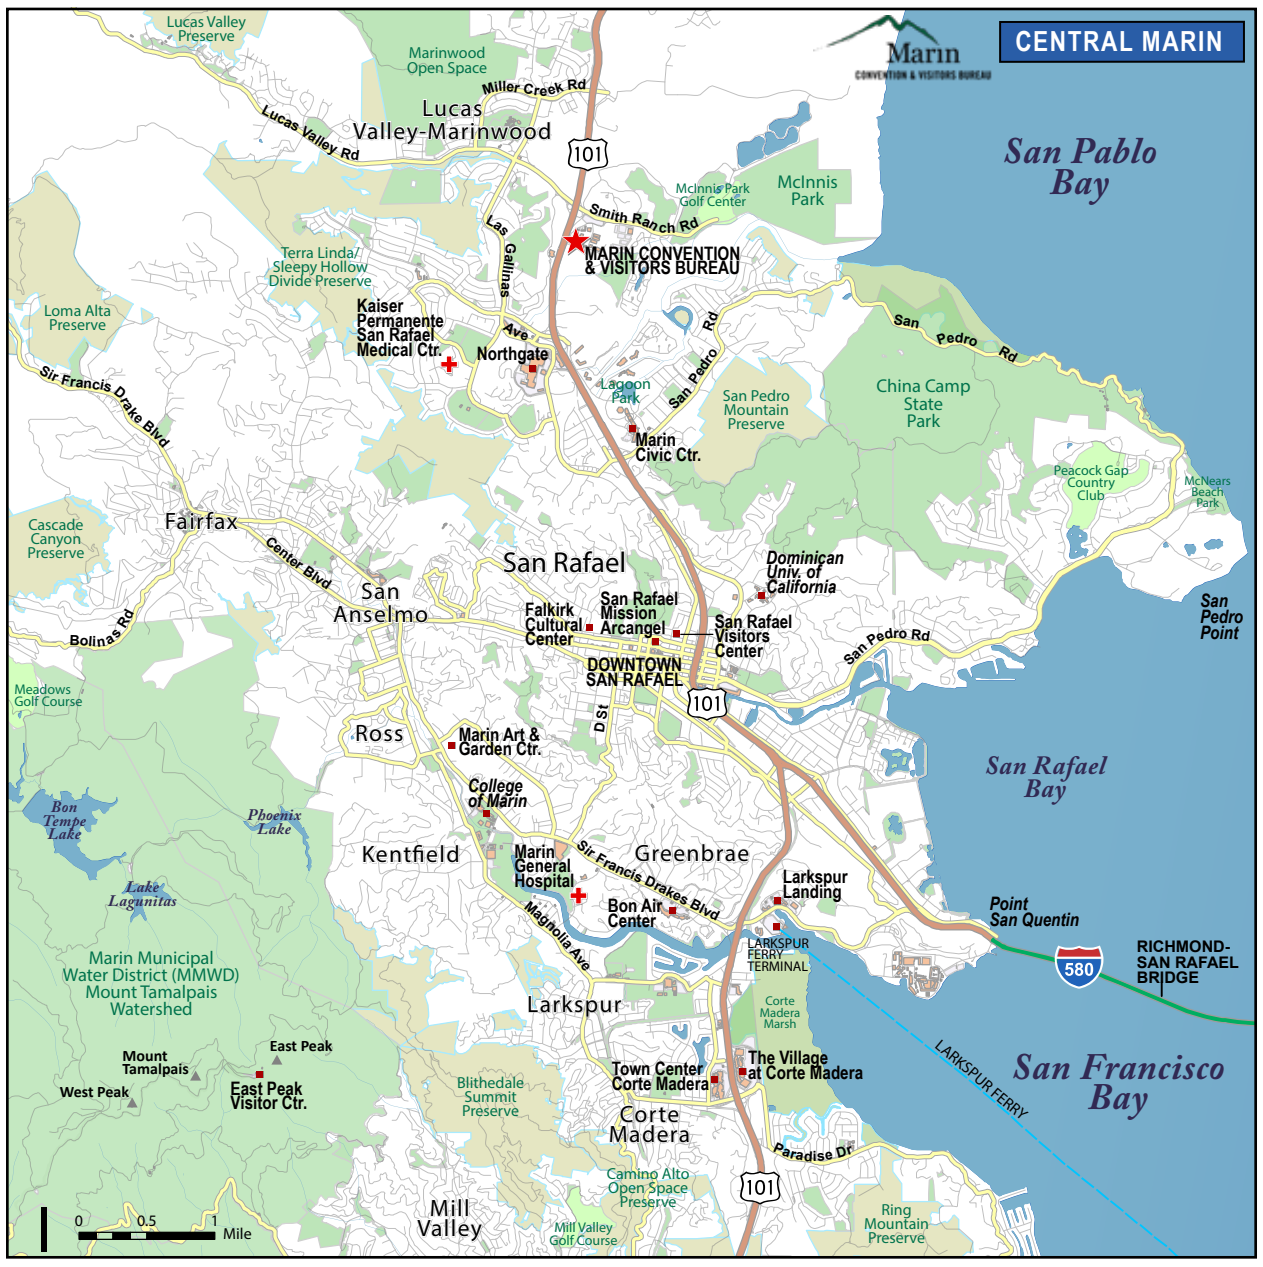 Lucas Valley
Preserve
Marinwood
Open Space
Marin
CONVENTION & VISITORS BUREAU
CENTRAL MARIN
Miller Creek Rd
Lucas
Valley-Marinwood
Lucas Valley Rd
101
San Pablo
Bay
McInnis Park
Golf Center
McInnis
Park
Smith Ranch Rd
Las Gallinas
Ave
MARIN CONVENTION
& VISITORS BUREAU
Terra Linda/
Sleepy Hollow
Divide Preserve
Loma Alta
Preserve
Kaiser
Permanente
San Rafael
Medical Ctr.
Northgate
San Pedro Rd
San Pedro Rd
Lagoon
Park
San Pedro
Mountain
Preserve
China Camp
State
Park
Sir Francis Drake Blvd
Marin
Civic Ctr.
Peacock Gap
Country
Club
McNears
Beach
Park
Cascade
Canyon
Preserve
Fairfax
Center Blvd
San Rafael
Dominican
Univ. of
California
San
Anselmo
San Pedro Point
San Rafael
Mission
Arcangel
Falkirk
Cultural
Center
San Rafael
Visitors
Center
San Pedro Rd
Bolinas Rd
DOWNTOWN
SAN RAFAEL
Meadows
Golf Course
101
D St
Ross
Marin Art &
Garden Ctr.
San Rafael
Bay
College
of Marin
Bon
Tempe
Lake
Phoenix
Lake
Kentfield
Marin
General
Hospital
Sir Francis Drakes Blvd
Greenbrae
Larkspur
Landing
Lake
Lagunitas
Bon Air
Center
Magnolia Ave
Point
San Quentin
LARKSPUR
FERRY
TERMINAL
580
RICHMOND-
SAN RAFAEL
BRIDGE
Marin Municipal
Water District (MMWD)
Mount Tamalpais
Watershed
Larkspur
Corte
Madera
Marsh
East Peak
Mount
Tamalpais
West Peak
East Peak
Visitor Ctr.
Blithedale
Summit
Preserve
Town Center
Corte Madera
The Village
at Corte Madera
LARKSPUR FERRY
San Francisco
Bay
Corte
Madera
Paradise Dr
Camino Alto
Open Space
Preserve
101
Mill
Valley
Mill Valley
Golf Course
Ring
Mountain
Preserve
0 0.5 1
Mile